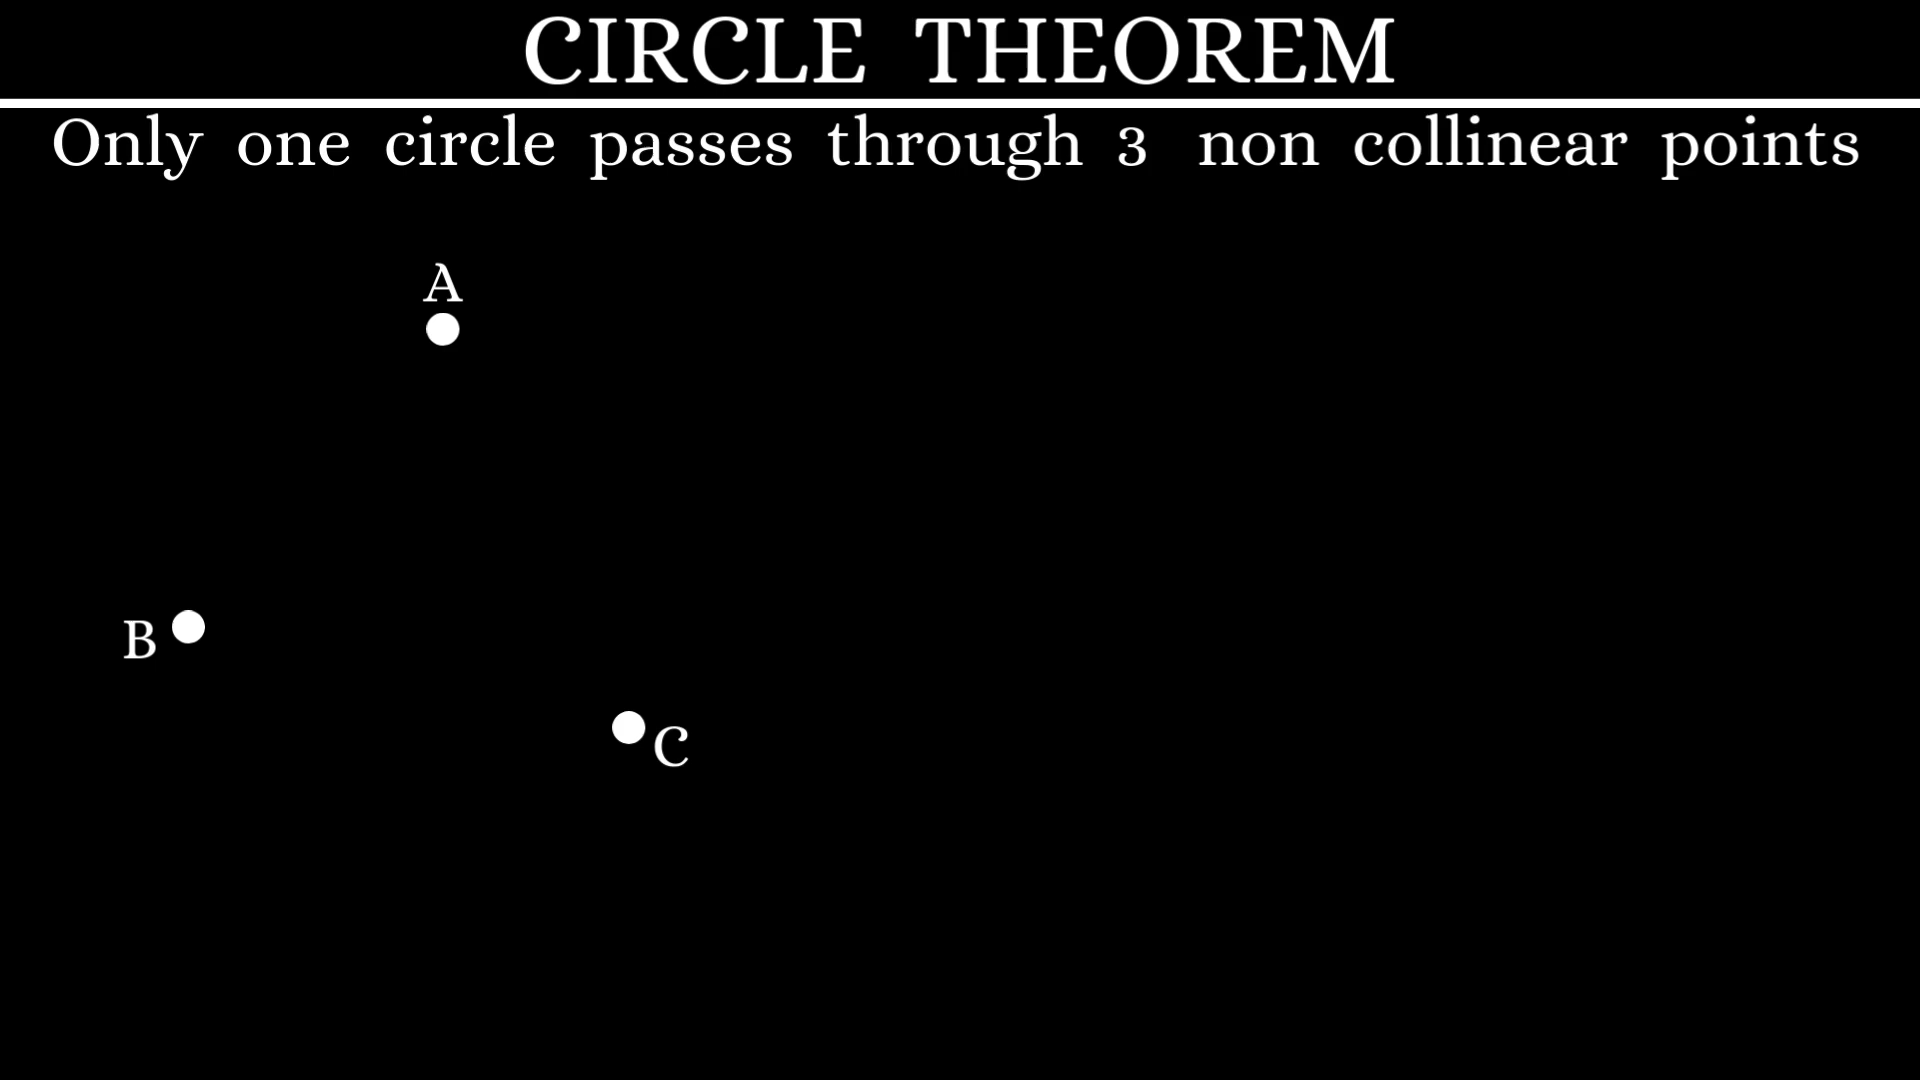 CIRCLE THEOREM
Only one circle passes through 3 non collinear points
A
B
C